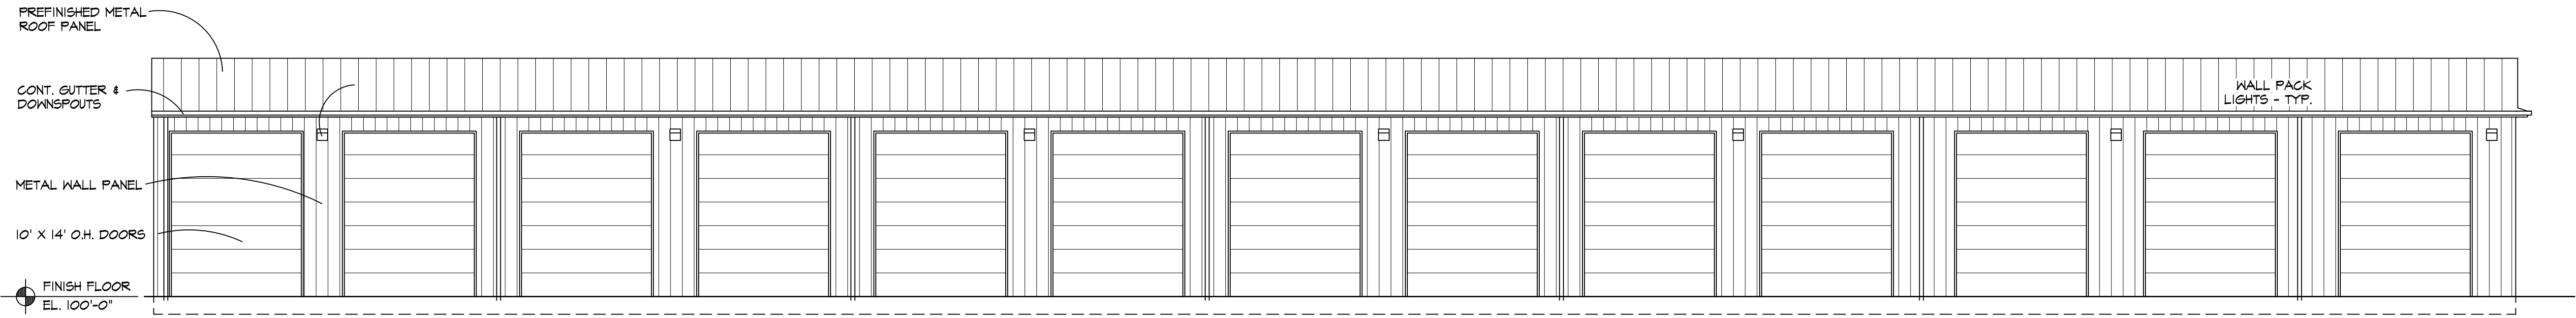 PREFINISHED METAL
ROOF PANEL
CONT. GUTTER &
DOWNSPOUTS
WALL PACK
LIGHTS - TYP.
METAL WALL PANEL
10' X 14' O.H. DOORS
FINISH FLOOR
EL. 100'-0"